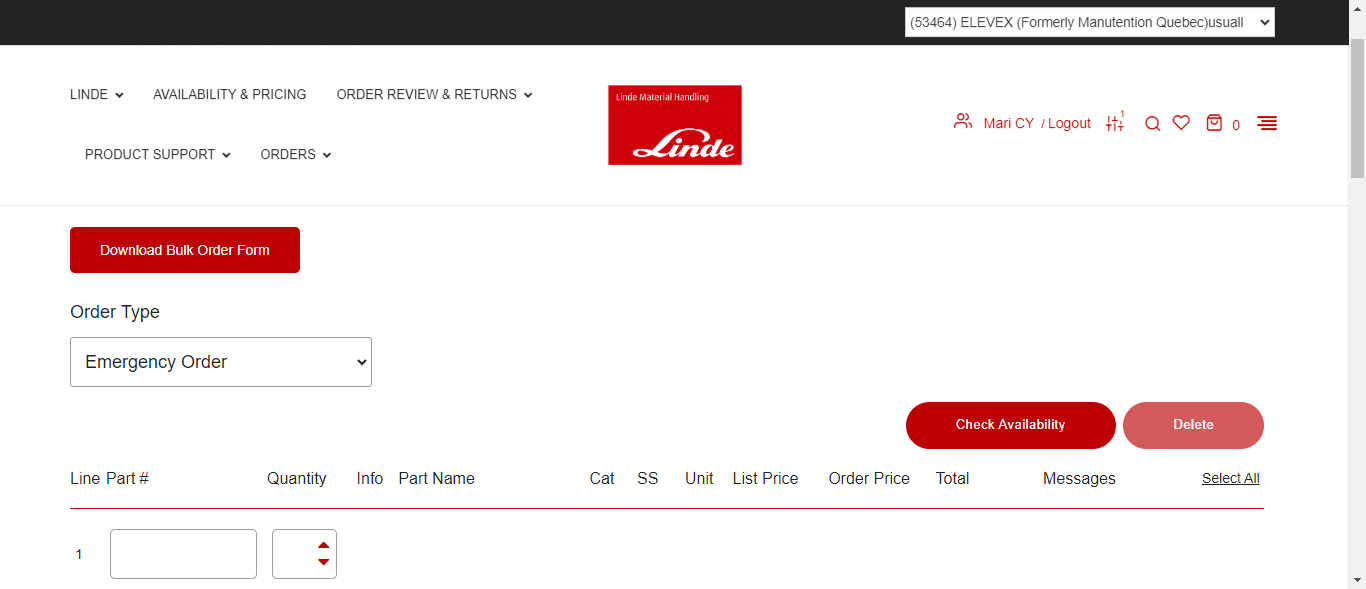 (53464) ELEVEX (Formerly Manutention Quebec)usuall
LINDE AVAILABILITY & PRICING ORDER REVIEW & RETURNS
PRODUCT SUPPORT ORDERS
Linde Material Handling
Linde
Mari CY / Logout 1 0
Download Bulk Order Form
Order Type
Emergency Order
Check Availability Delete
Line Part # Quantity Info Part Name Cat SS Unit List Price Order Price Total Messages Select All
1